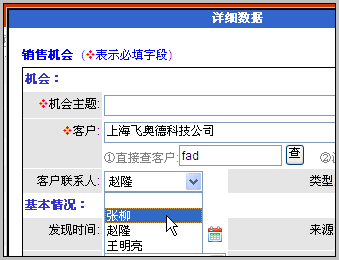 详细数据
销售机会（❖表示必填字段）
机会：
❖机会主题:
❖客户: 上海飞奥德科技公司
①直接查客户: fad 查
客户联系人: 赵隆 类型
基本情况：
张柳
发现时间: 赵隆 来源
王明亮